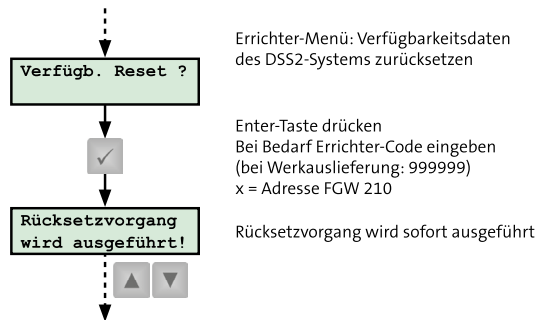 Errichter-Menü: Verfügbarkeitsdaten
des DSS2-Systems zurücksetzen
Verfügb. Reset ?
Enter-Taste drücken
Bei Bedarf Errichter-Code eingeben
(bei Werkauslieferung: 999999)
x = Adresse FGW 210
Rücksetzvorgang
wird ausgeführt!
Rücksetzvorgang wird sofort ausgeführt